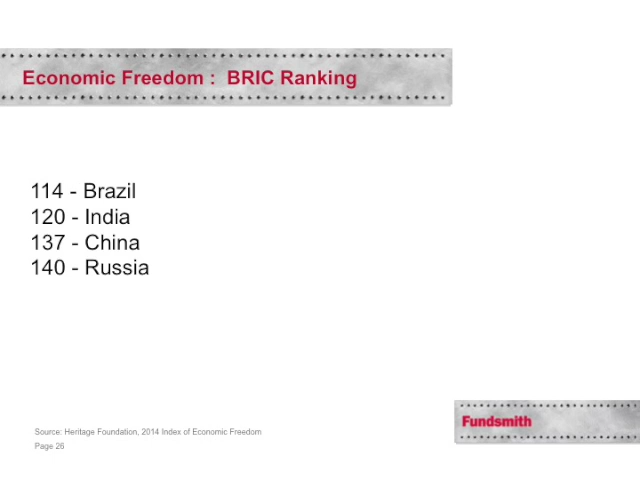 Economic Freedom :  BRIC Ranking
114 - Brazil
120 - India
137 - China
140 - Russia
Source: Heritage Foundation, 2014 Index of Economic Freedom
Page 26
Fundsmith